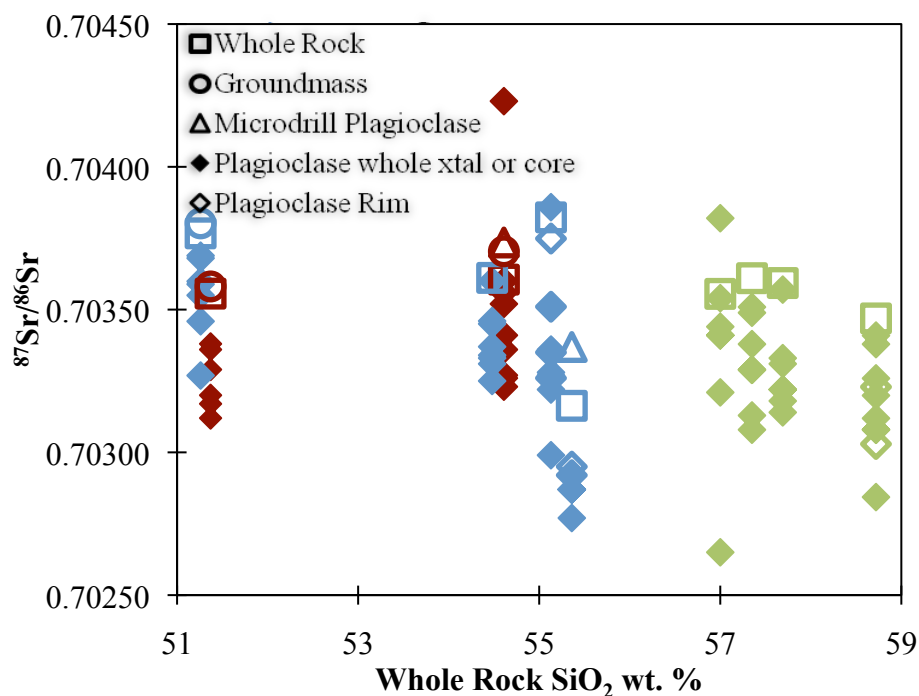 0.70450
Whole Rock
Groundmass
Microdrill Plagioclase
Plagioclase whole xtal or core
Plagioclase Rim
0.70400
0.70350
0.70300
0.70250
⁸⁷Sr/⁸⁶Sr
51 53 55 57 59
Whole Rock SiO₂ wt. %